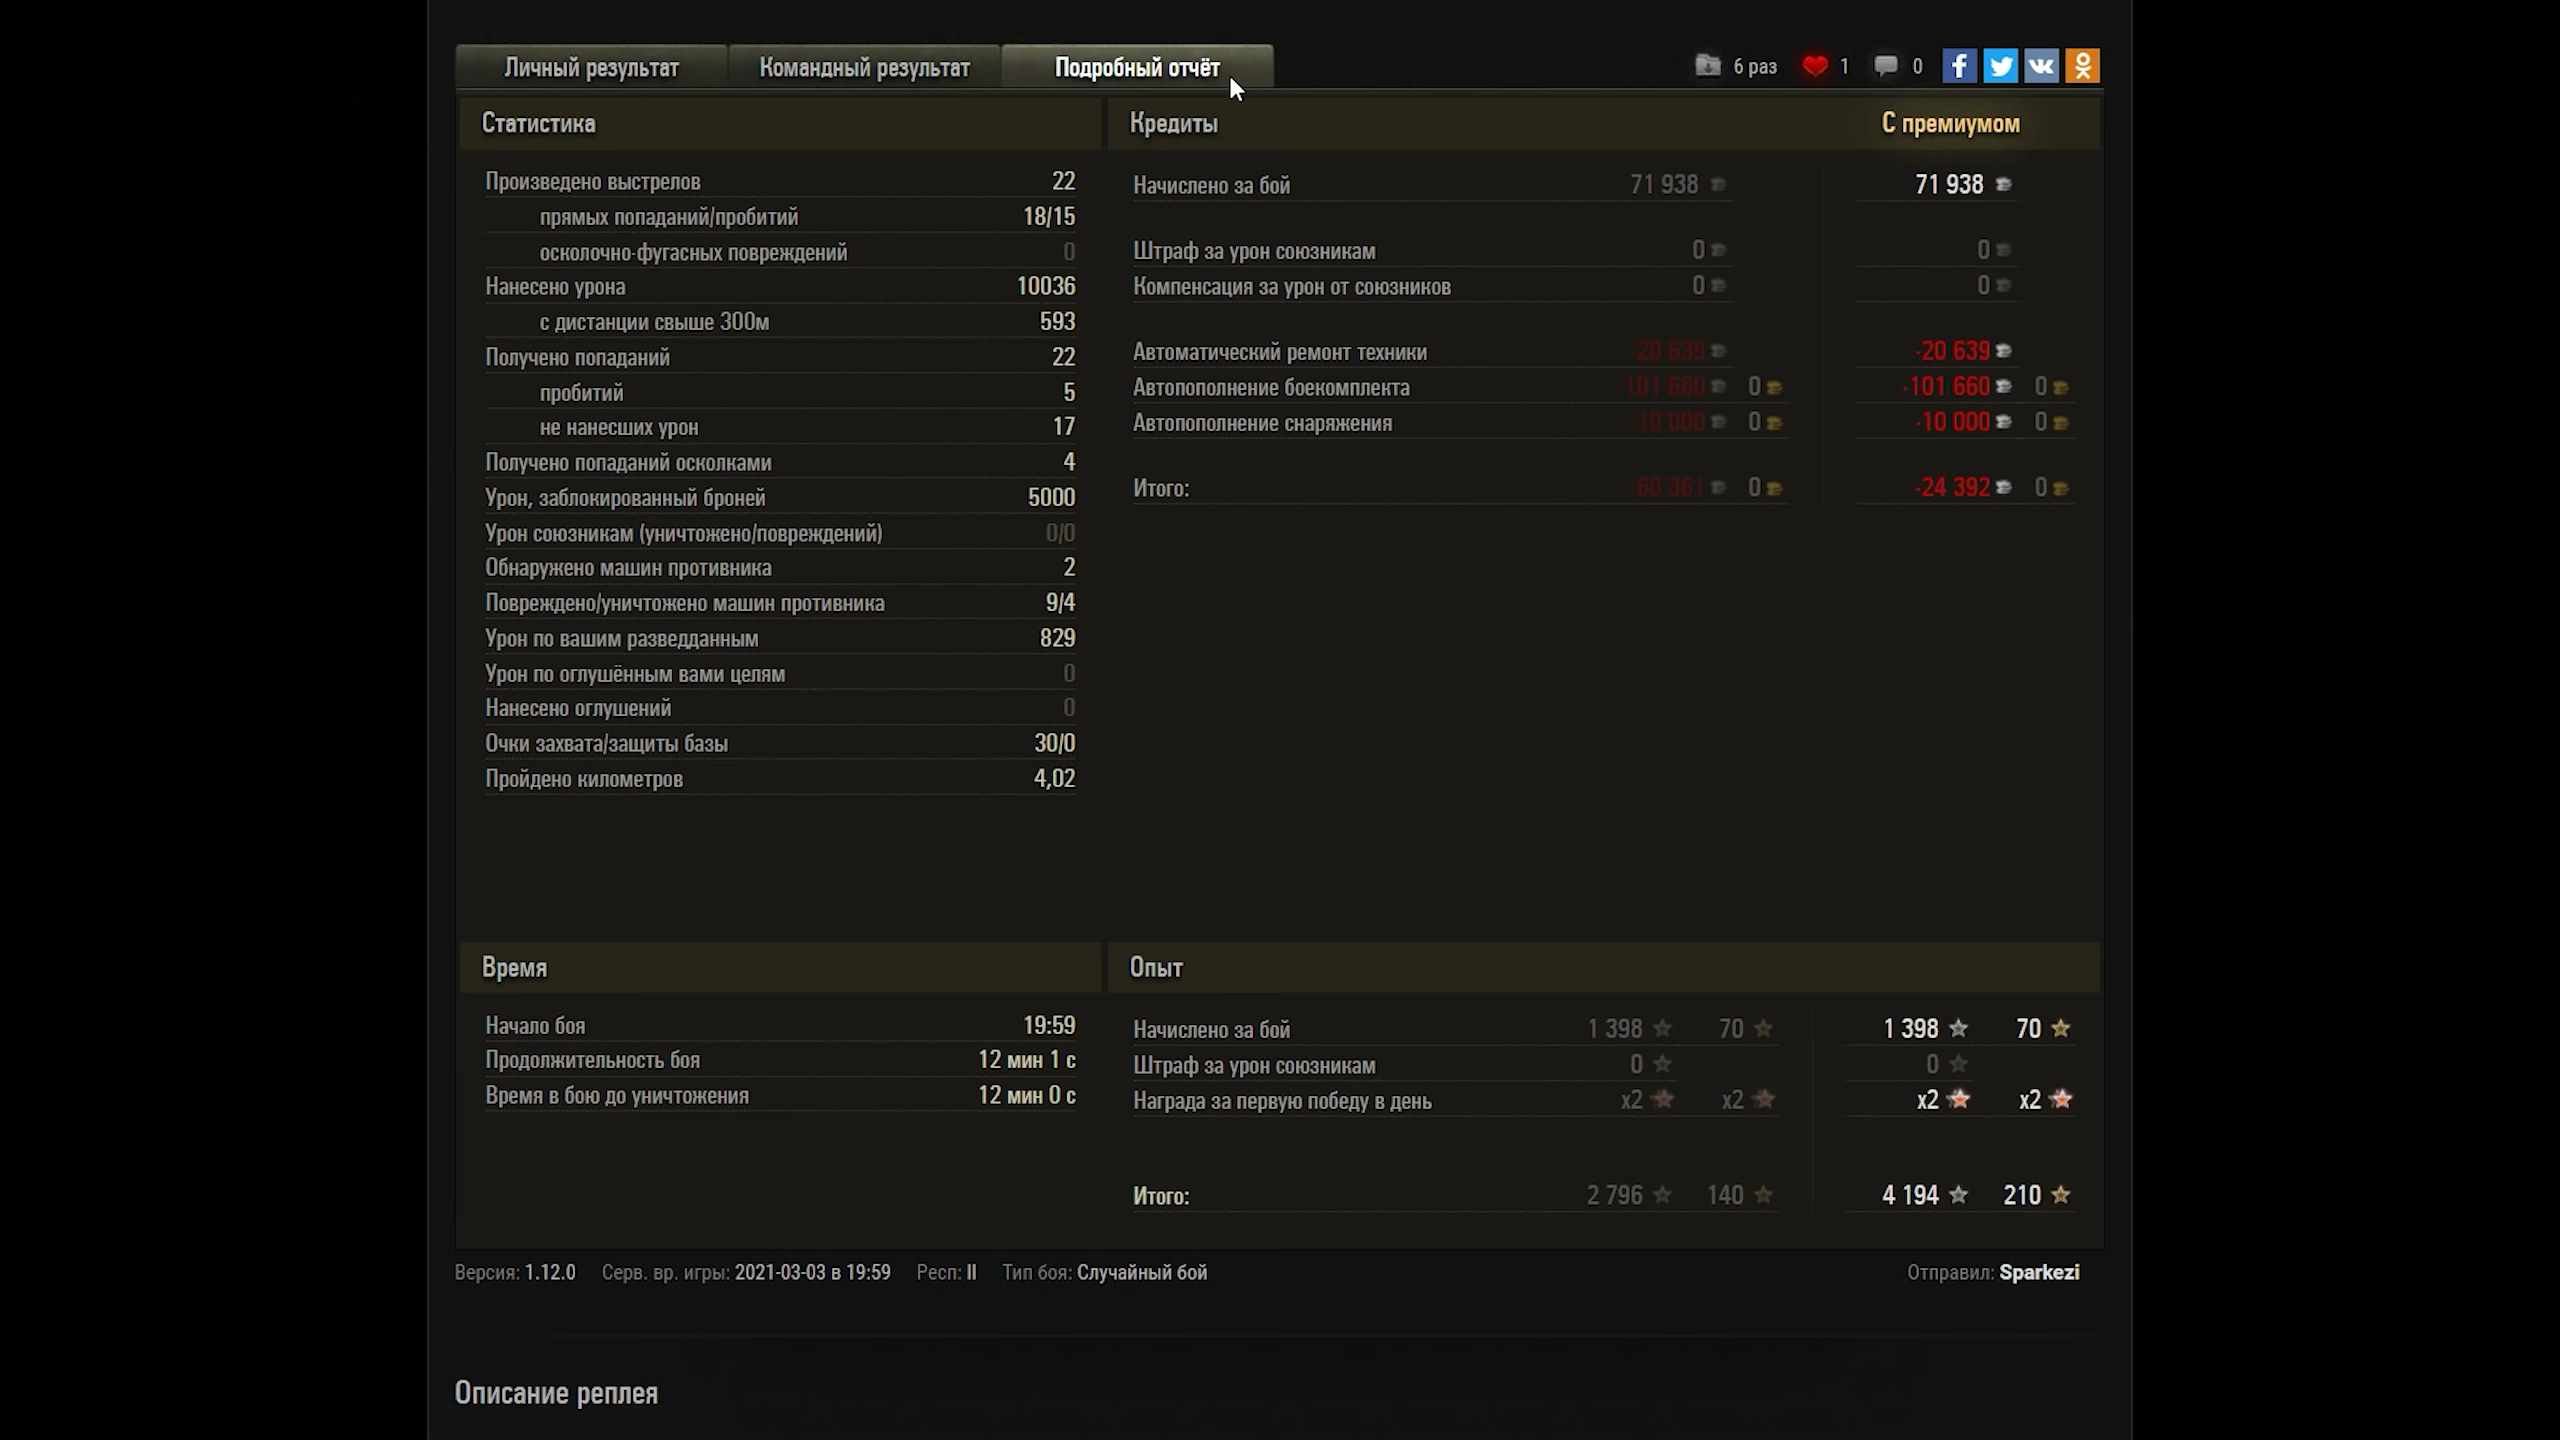 Личный результат Командный результат Подробный отчёт 6 раз 1 0
Статистика
Произведено выстрелов 22
прямых попаданий/пробитий 18/15
осколочно-фугасных повреждений 0
Нанесено урона 10036
с дистанции свыше 300м 593
Получено попаданий 22
пробитий 5
не нанесших урон 17
Получено попаданий осколками 4
Урон, заблокированный броней 5000
Урон союзникам (уничтожено/повреждений) 0/0
Обнаружено машин противника 2
Повреждено/уничтожено машин противника 9/4
Урон по вашим разведданным 829
Урон по оглушённым вами целям 0
Нанесено оглушений 0
Очки захвата/защиты базы 30/0
Пройдено километров 4,02
Кредиты С премиумом
Начислено за бой 71 938 71 938
Штраф за урон союзникам 0 0
Компенсация за урон от союзников 0 0
Автоматический ремонт техники -20 639 -20 639
Автопополнение боекомплекта -101 660 0 -101 660 0
Автопополнение снаряжения -10 000 0 -10 000 0
Итого: -60 361 0 -24 392 0
Время
Начало боя 19:59
Продолжительность боя 12 мин 1 с
Время в бою до уничтожения 12 мин 0 с
Опыт
Начислено за бой 1 398 70 1 398 70
Штраф за урон союзникам 0 0
Награда за первую победу в день x2 x2 x2 x2
Итого: 2 796 140 4 194 210
Версия: 1.12.0 Серв. вр. игры: 2021-03-03 в 19:59 Респ: II Тип боя: Случайный бой Отправил: Sparkezi
Описание реплея